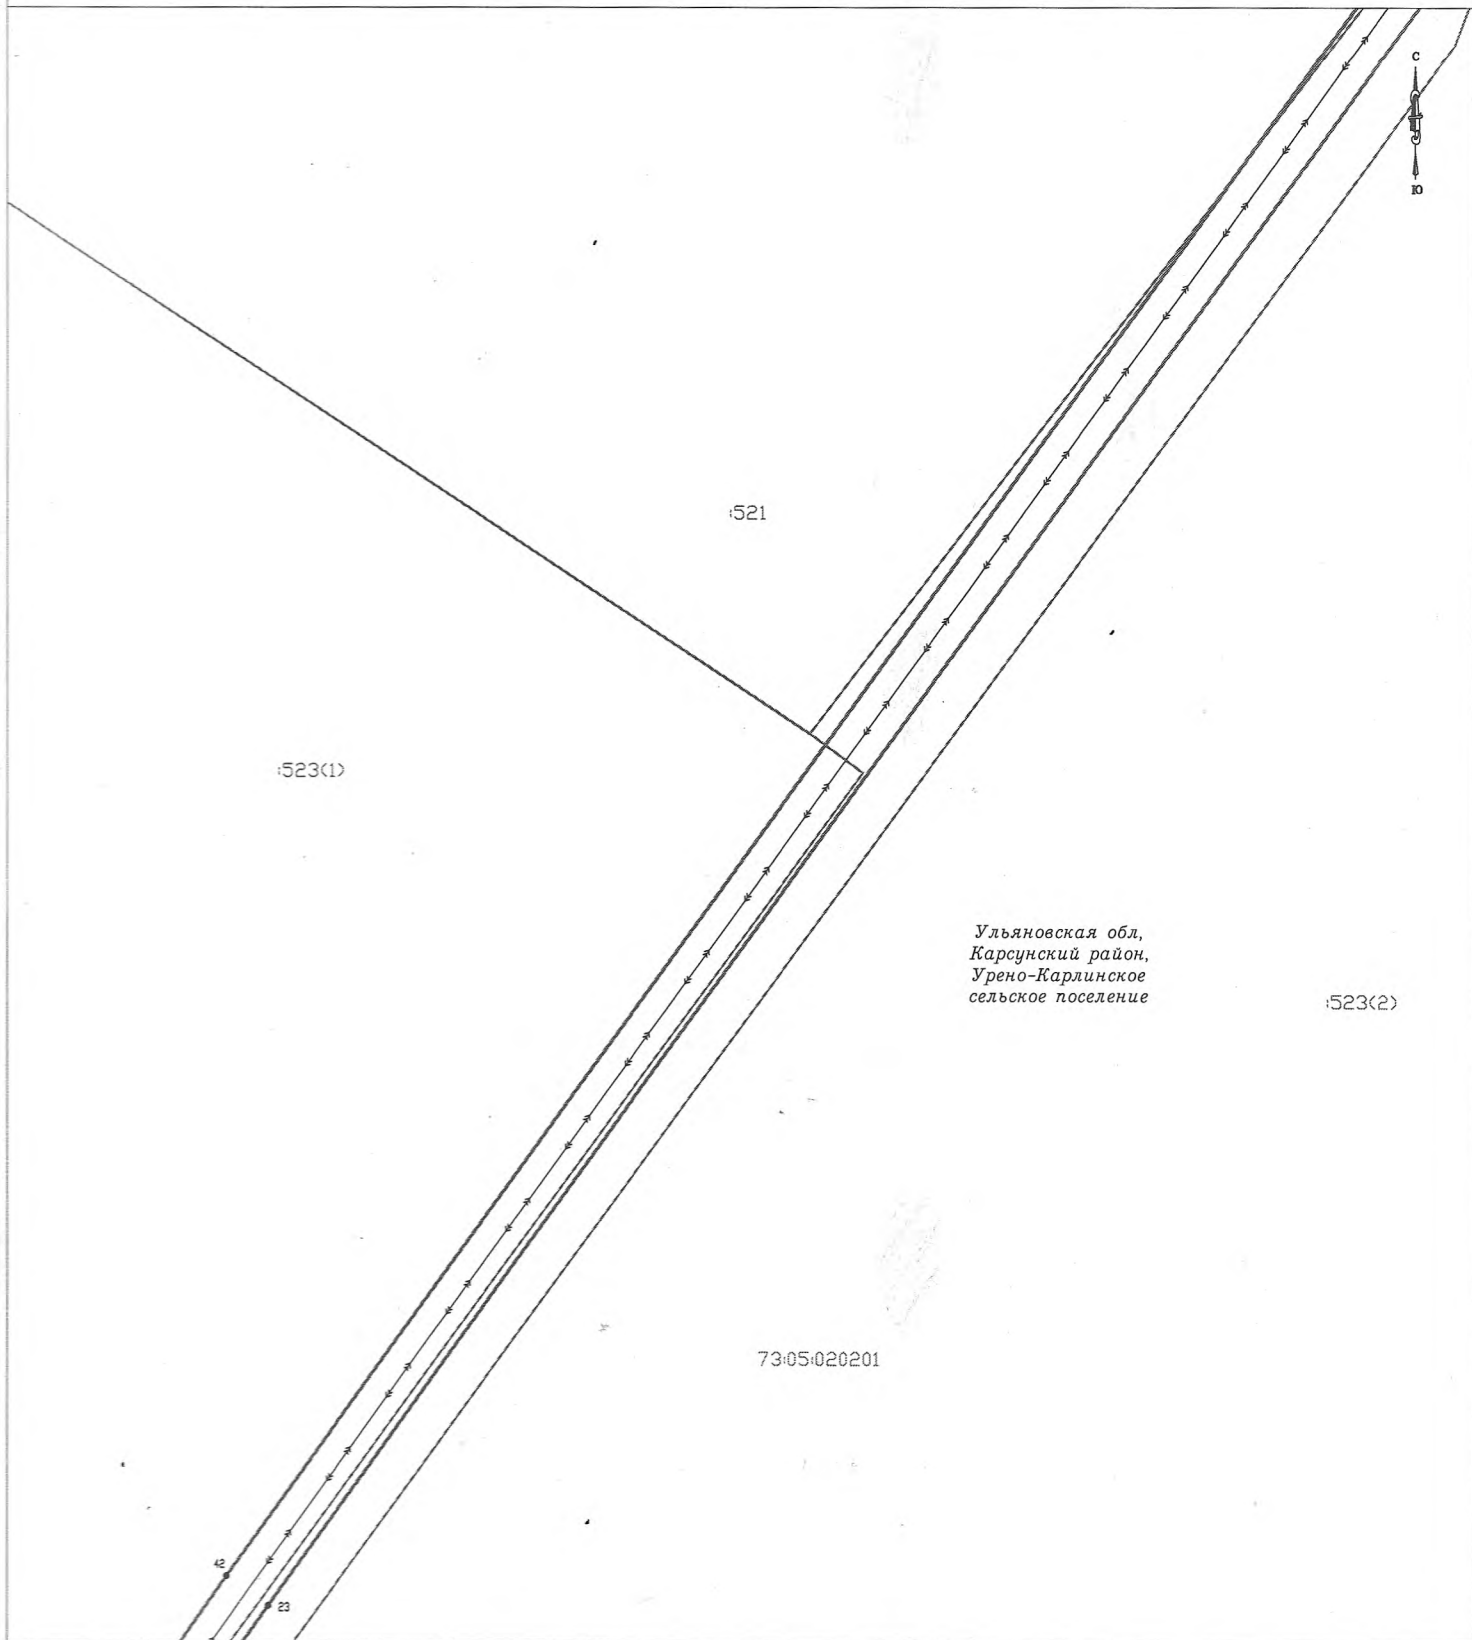 С
Ю
:521
:523(1)
Ульяновская обл,
Карсунский район,
Урено-Карлинское
сельское поселение
:523(2)
73:05:020201
42
23